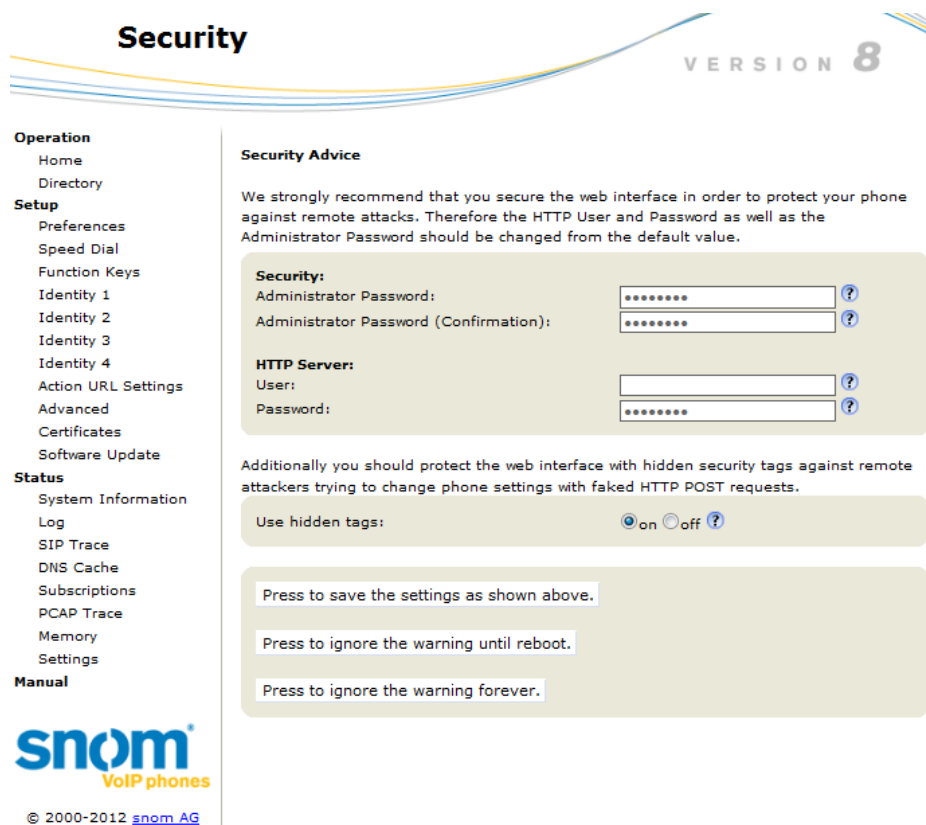 Security
VERSION 8
Operation
Home
Directory
Setup
Preferences
Speed Dial
Function Keys
Identity 1
Identity 2
Identity 3
Identity 4
Action URL Settings
Advanced
Certificates
Software Update
Status
System Information
Log
SIP Trace
DNS Cache
Subscriptions
PCAP Trace
Memory
Settings
Manual
snom
VoIP phones
© 2000-2012 snom AG
Security Advice
We strongly recommend that you secure the web interface in order to protect your phone
against remote attacks. Therefore the HTTP User and Password as well as the
Administrator Password should be changed from the default value.
Security:
Administrator Password: ●●●●●●●● ?
Administrator Password (Confirmation): ●●●●●●●● ?
HTTP Server:
User: ?
Password: ●●●●●●●● ?
Additionally you should protect the web interface with hidden security tags against remote
attackers trying to change phone settings with faked HTTP POST requests.
Use hidden tags: on off ?
Press to save the settings as shown above.
Press to ignore the warning until reboot.
Press to ignore the warning forever.